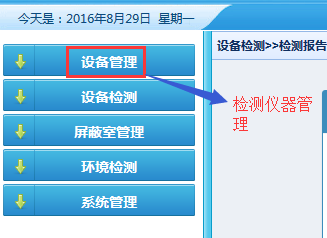 今天是：2016年8月29日 星期一
设备管理
设备检测
屏蔽室管理
环境检测
系统管理
设备检测>>检测报告
检测仪器管
理